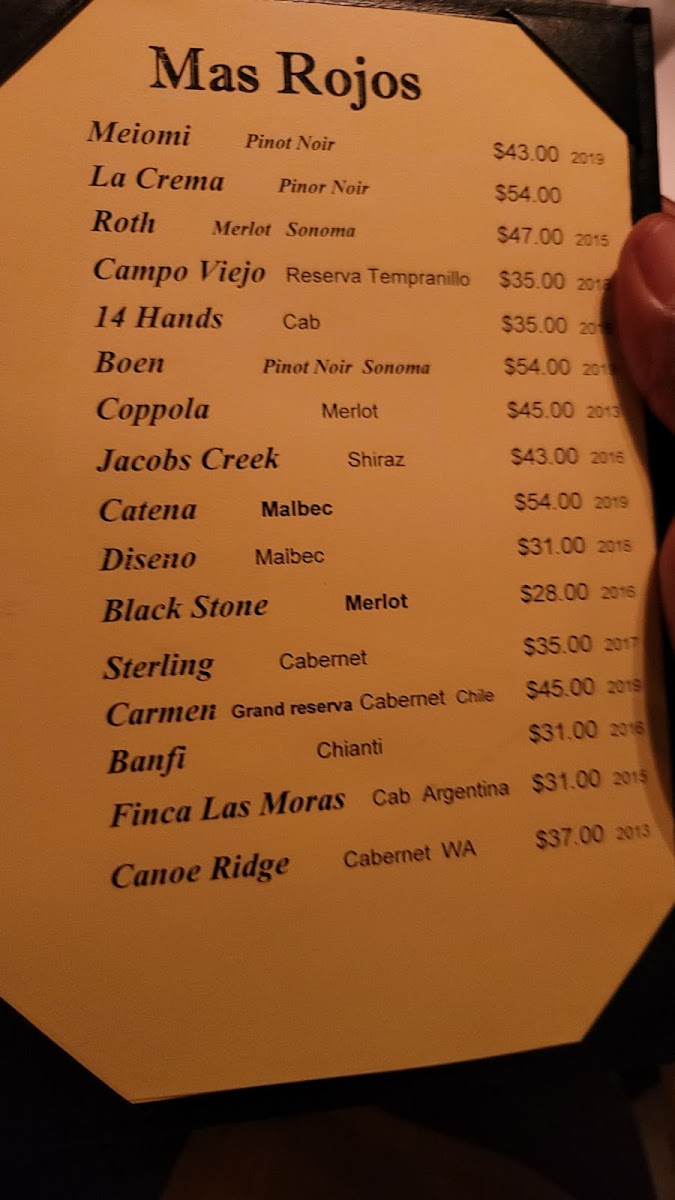 Mas Rojos
Meiomi Pinot Noir $43.00 2019
La Crema Pinor Noir $54.00
Roth Merlot Sonoma $47.00 2015
Campo Viejo Reserva Tempranillo $35.00
14 Hands Cab $35.00
Boen Pinot Noir Sonoma $54.00
Coppola Merlot $45.00 2013
Jacobs Creek Shiraz $43.00 2016
Catena Malbec $54.00 2019
Diseno Malbec $31.00 2018
Black Stone Merlot $28.00 2016
Sterling Cabernet $35.00 2017
Carmen Grand reserva Cabernet Chile $45.00 2019
Banfi Chianti $31.00 2016
Finca Las Moras Cab Argentina $31.00 2015
Canoe Ridge Cabernet WA $37.00 2013